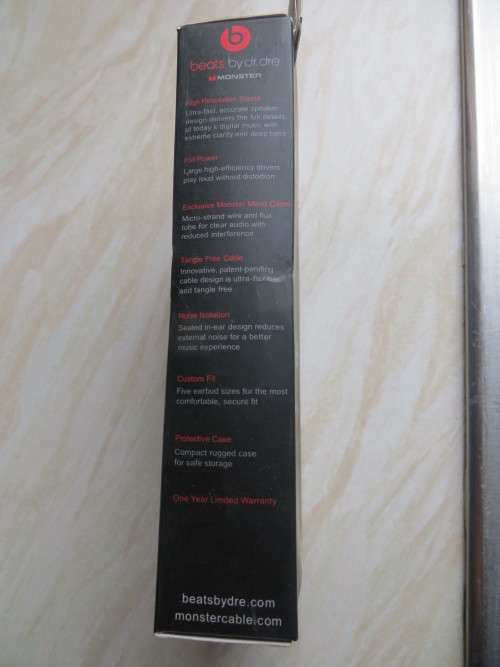 b
beats by dr. dre
MONSTER
High Resolution Sound
Ultra-fast, accurate speaker
design delivers the full details
of today's digital music with
extreme clarity and deep bass
Power
Large high-efficiency drivers
play loud without distortion
Exclusive Monster Micro Cable
Micro-strand wire and flux
tube for clear audio with
reduced interference
Tangle Free Cable
Innovative, patent-pending
cable design is ultra-flexible
and tangle free
Noise Isolation
Sealed in-ear design reduces
external noise for a better
music experience
Custom Fit
Five earbud sizes for the most
comfortable, secure fit
Protective Case
Compact rugged case
for safe storage
One Year Limited Warranty
beatsbydre.com
monstercable.com